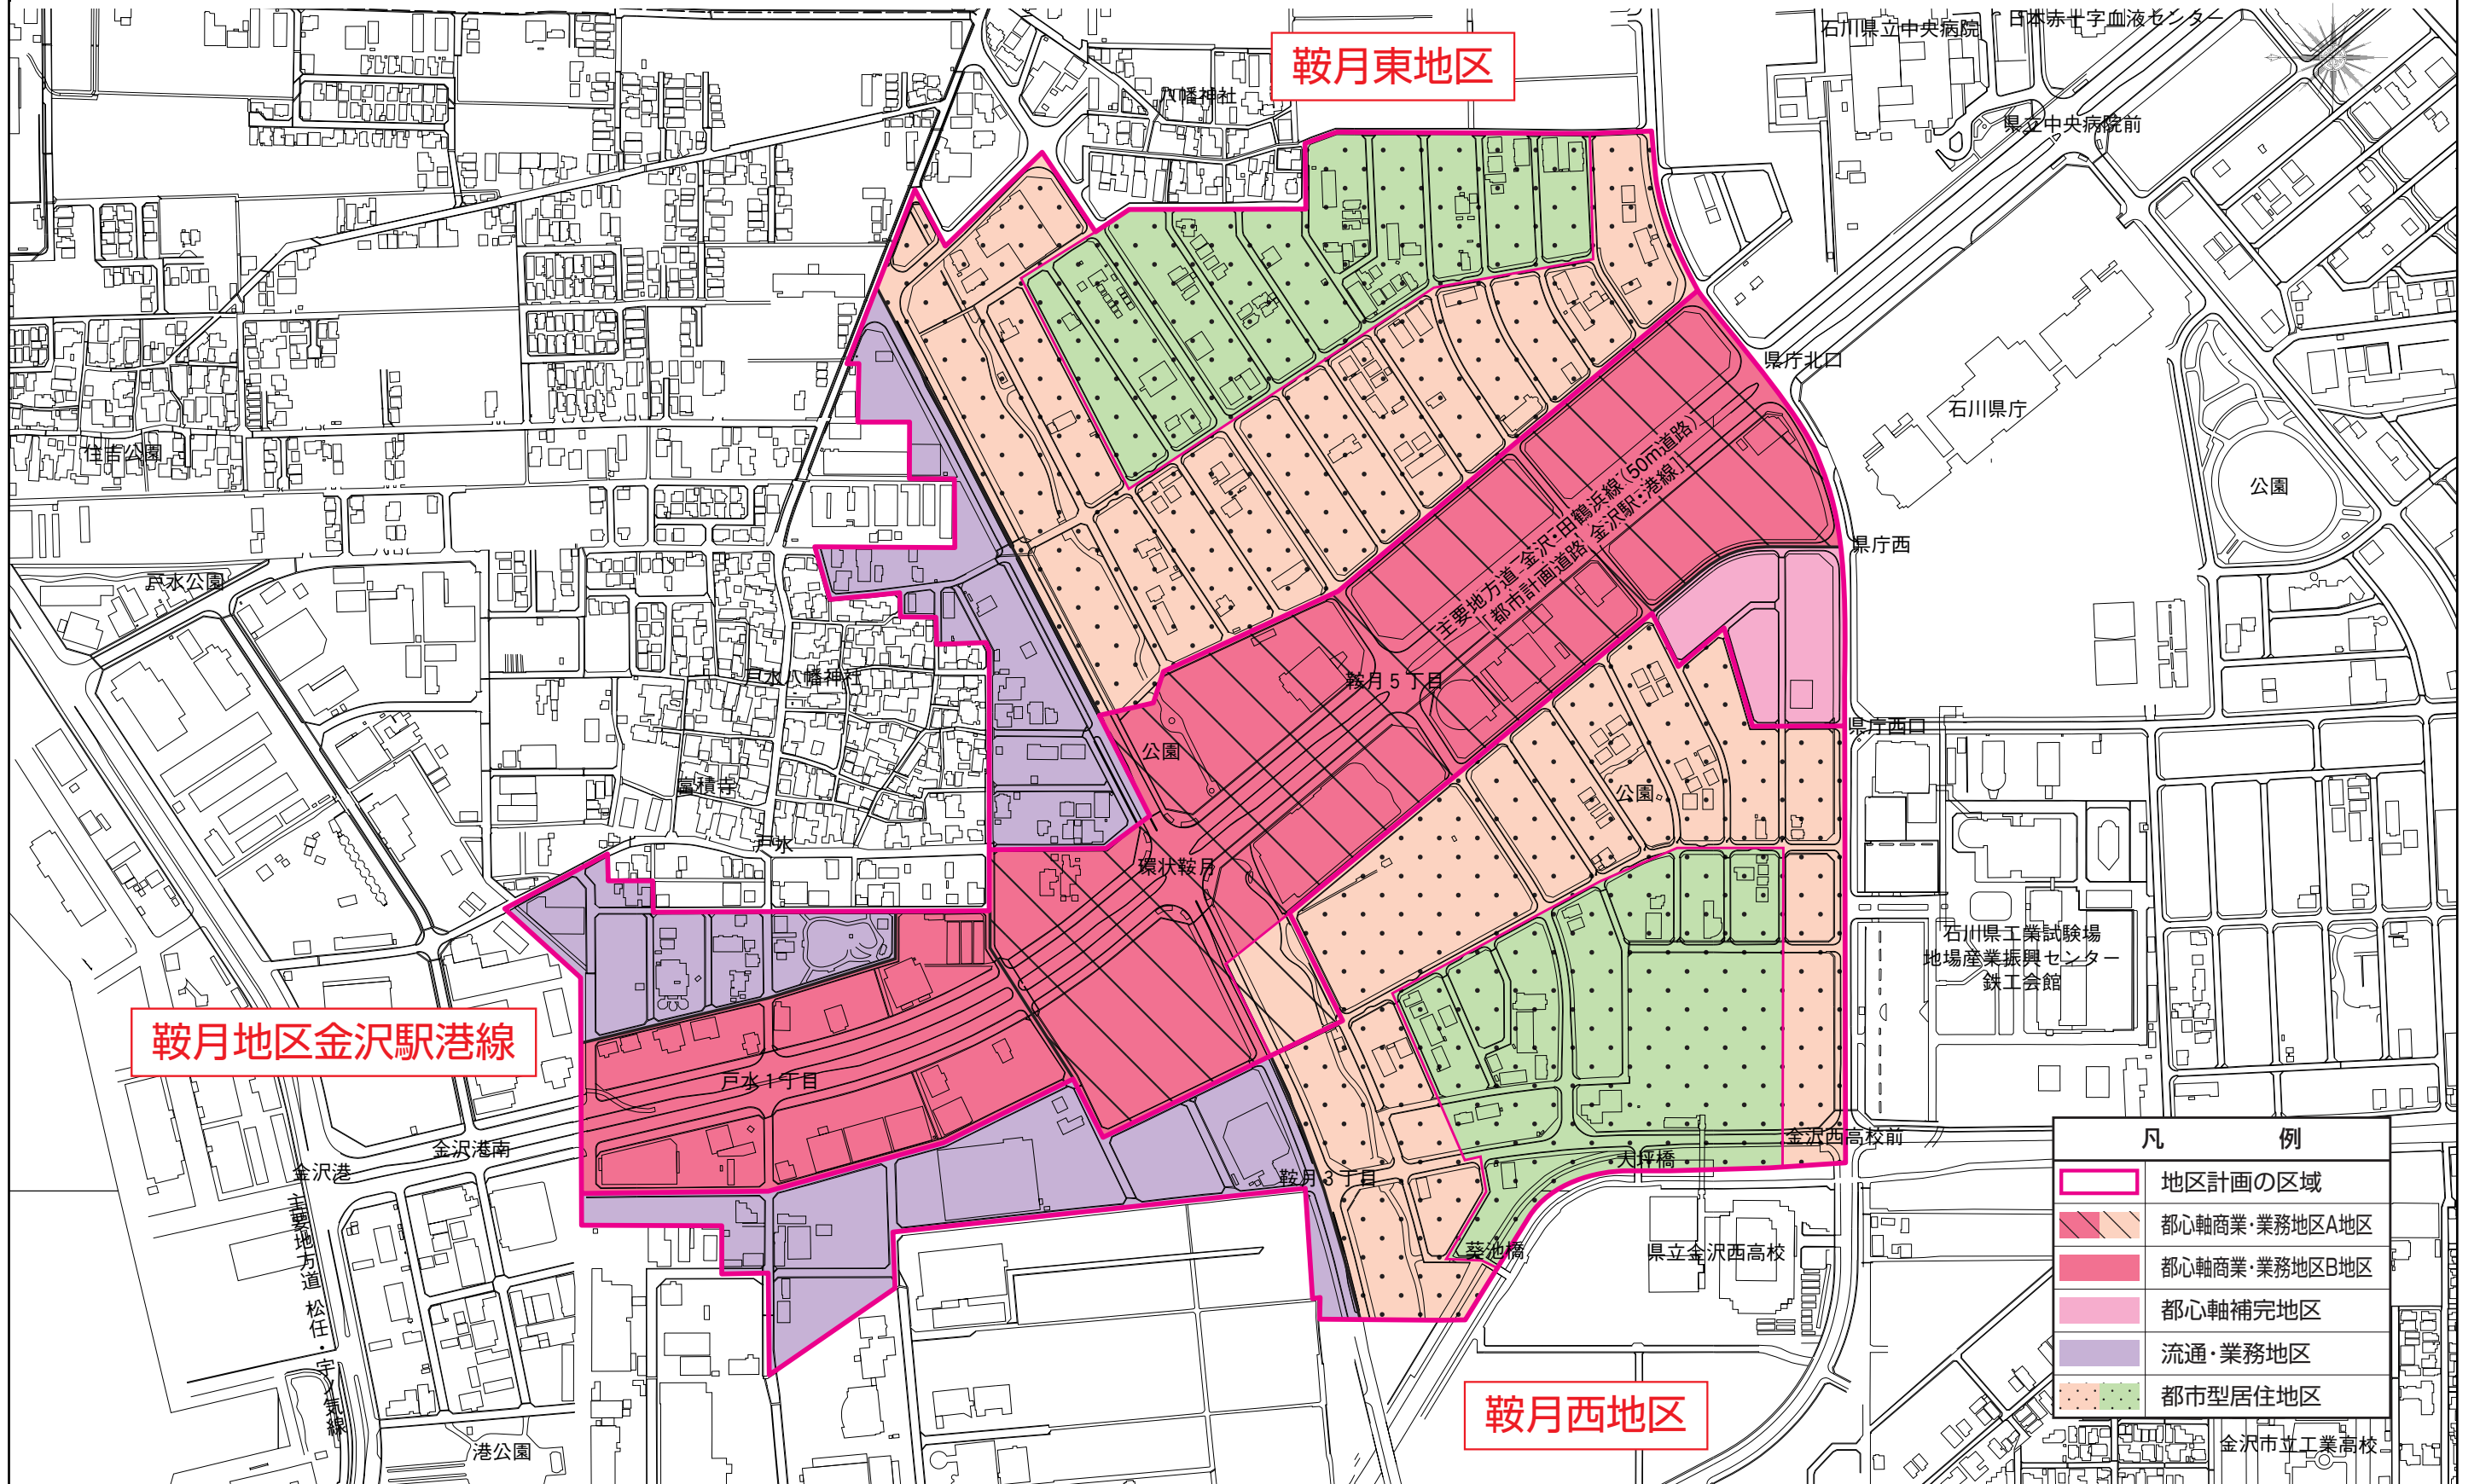 石川県立中央病院
日本赤十字血液センター
鞍月東地区
八幡神社
県立中央病院前
県庁北口
石川県庁
住吉公園
主要地方道 金沢・田鶴浜線(50m道路)
[都市計画道路 金沢駅・港線]
公園
県庁西
戸水公園
戸水八幡神社
鞍月5丁目
県庁西口
公園
富積寺
公園
戸水
環状鞍月
石川県工業試験場
地場産業振興センター
鉄工会館
鞍月地区金沢駅港線
戸水1丁目
金沢港南
金沢港
主要地方道 松任・宇ノ気線
金沢西高校前
大坪橋
鞍月3丁目
葵池橋
県立金沢西高校
凡 例
地区計画の区域
都心軸商業・業務地区A地区
都心軸商業・業務地区B地区
都心軸補完地区
流通・業務地区
都市型居住地区
鞍月西地区
港公園
金沢市立工業高校